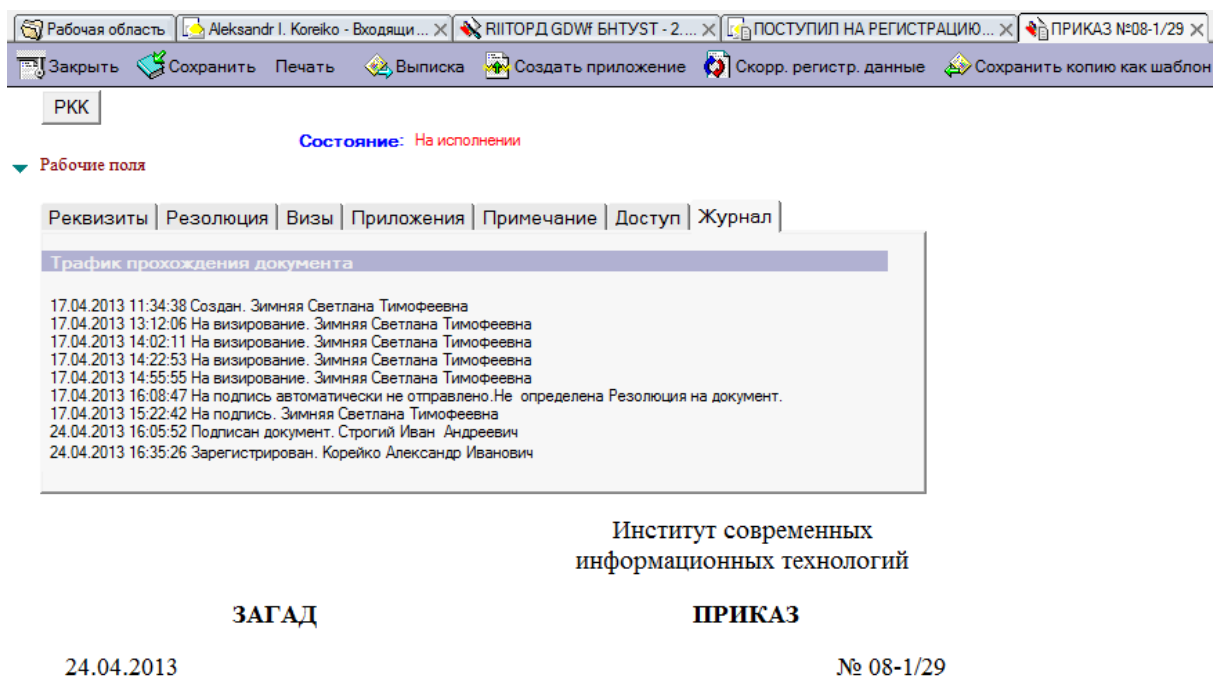 Рабочая область Aleksandr I. Koreiko - Входящи ... RIITOPД GDWf БНТУST - 2.... ПОСТУПИЛ НА РЕГИСТРАЦИЮ... ПРИКАЗ №08-1/29
Закрыть Сохранить Печать Выписка Создать приложение Скорр. регистр. данные Сохранить копию как шаблон
РКК
Состояние: На исполнении
Рабочие поля
Реквизиты Резолюция Визы Приложения Примечание Доступ Журнал
Трафик прохождения документа
17.04.2013 11:34:38 Создан. Зимняя Светлана Тимофеевна
17.04.2013 13:12:06 На визирование. Зимняя Светлана Тимофеевна
17.04.2013 14:02:11 На визирование. Зимняя Светлана Тимофеевна
17.04.2013 14:22:53 На визирование. Зимняя Светлана Тимофеевна
17.04.2013 14:55:55 На визирование. Зимняя Светлана Тимофеевна
17.04.2013 16:08:47 На подпись автоматически не отправлено.Не определена Резолюция на документ.
17.04.2013 15:22:42 На подпись. Зимняя Светлана Тимофеевна
24.04.2013 16:05:52 Подписан документ. Строгий Иван Андреевич
24.04.2013 16:35:26 Зарегистрирован. Корейко Александр Иванович
Институт современных
информационных технологий
ЗАГАД ПРИКАЗ
24.04.2013 № 08-1/29